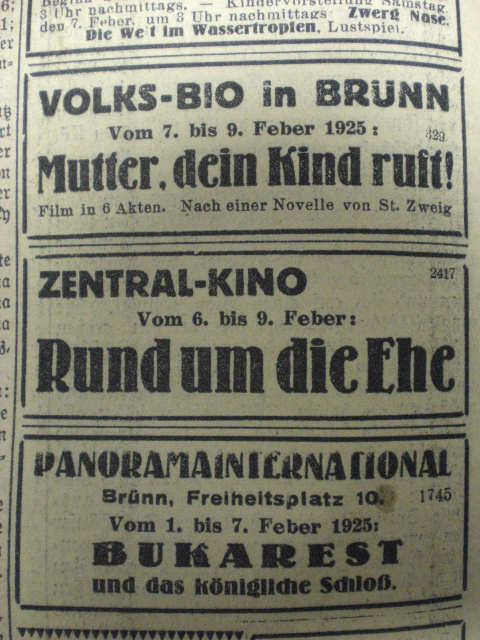 3 Uhr nachmittags. — Kindervorstellung Samstag
den 7. Feber, um 3 Uhr nachmittags: Zwerg Nase.
Die Welt im Wassertropfen, Lustspiel.
VOLKS-BIO in BRÜNN
Vom 7. bis 9. Feber 1925:
829
Mutter, dein Kind ruft!
Film in 6 Akten. Nach einer Novelle von St. Zweig
ZENTRAL-KINO
2417
Vom 6. bis 9. Feber:
Rund um die Ehe
PANORAMA INTERNATIONAL
Brünn, Freiheitsplatz 10.
1745
Vom 1. bis 7. Feber 1925:
BUKAREST
und das königliche Schloß.